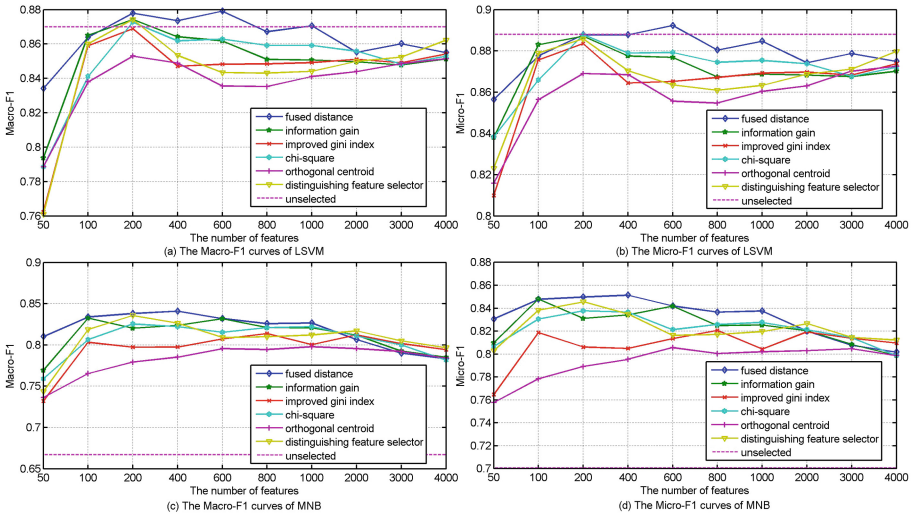 0.88
0.86
0.84
0.82
0.8
0.78
0.76
Macro-F1
fused distance
information gain
improved gini index
chi-square
orthogonal centroid
distinguishing feature selector
unselected
50 100 200 400 600 800 1000 2000 3000 4000
The number of features
(a) The Macro-F1 curves of LSVM
0.9
0.88
0.86
0.84
0.82
0.8
Micro-F1
fused distance
information gain
improved gini index
chi-square
orthogonal centroid
distinguishing feature selector
unselected
50 100 200 400 600 800 1000 2000 3000 4000
The number of features
(b) The Micro-F1 curves of LSVM
0.9
0.85
0.8
0.75
0.7
0.65
Macro-F1
fused distance
information gain
improved gini index
chi-square
orthogonal centroid
distinguishing feature selector
unselected
50 100 200 400 600 800 1000 2000 3000 4000
The number of features
(c) The Macro-F1 curves of MNB
0.88
0.86
0.84
0.82
0.8
0.78
0.76
0.74
0.72
0.7
Micro-F1
fused distance
information gain
improved gini index
chi-square
orthogonal centroid
distinguishing feature selector
unselected
50 100 200 400 600 800 1000 2000 3000 4000
The number of features
(d) The Micro-F1 curves of MNB